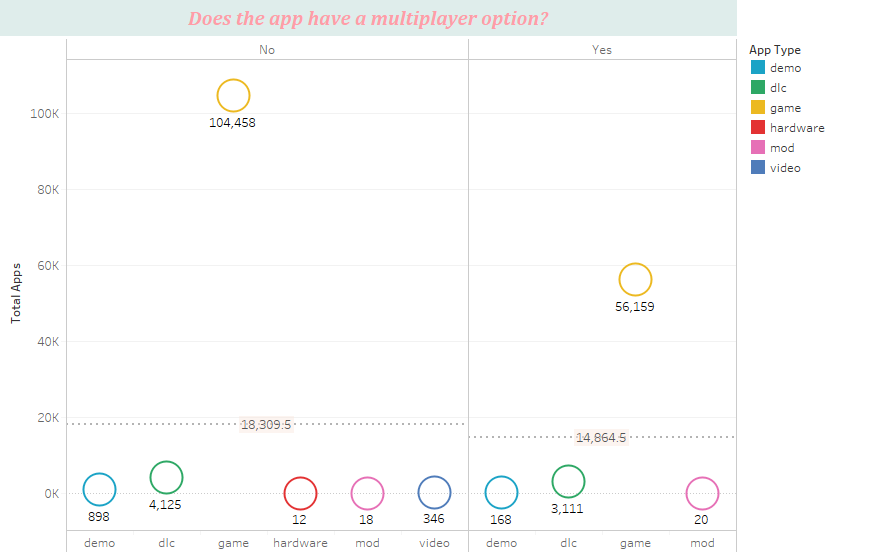 Does the app have a multiplayer option?
No
Yes
App Type
demo
dlc
game
hardware
mod
video
Total Apps
100K
80K
60K
40K
20K
0K
104,458
56,159
18,309.5
14,864.5
898
4,125
12
18
346
168
3,111
20
demo
dlc
game
hardware
mod
video
demo
dlc
game
mod